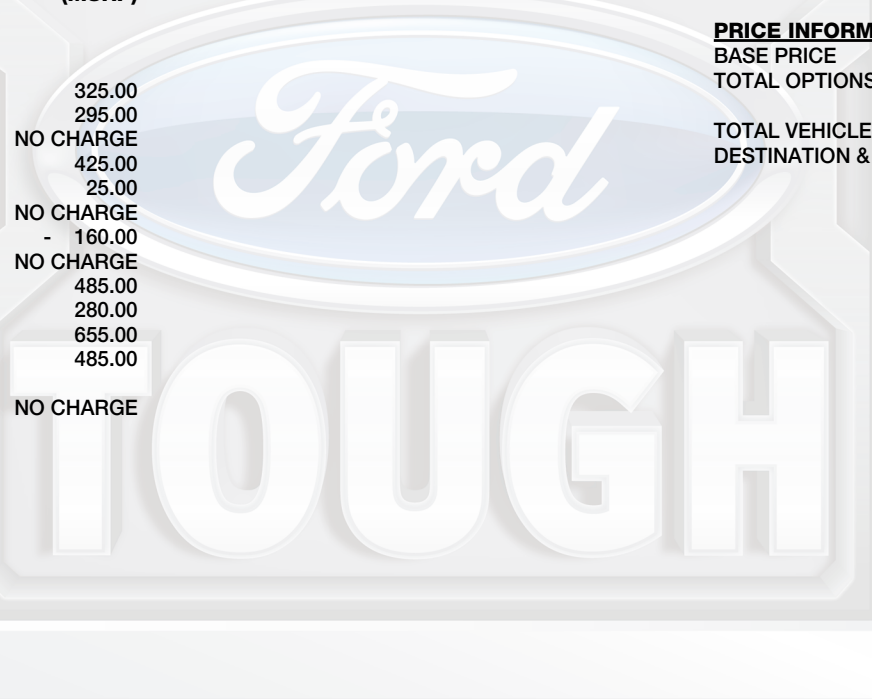 325.00
295.00
NO CHARGE
425.00
25.00
NO CHARGE
- 160.00
NO CHARGE
485.00
280.00
655.00
485.00
NO CHARGE
PRICE INFORM
BASE PRICE
TOTAL OPTIONS
TOTAL VEHICLE
DESTINATION &
Ford
TOUGH